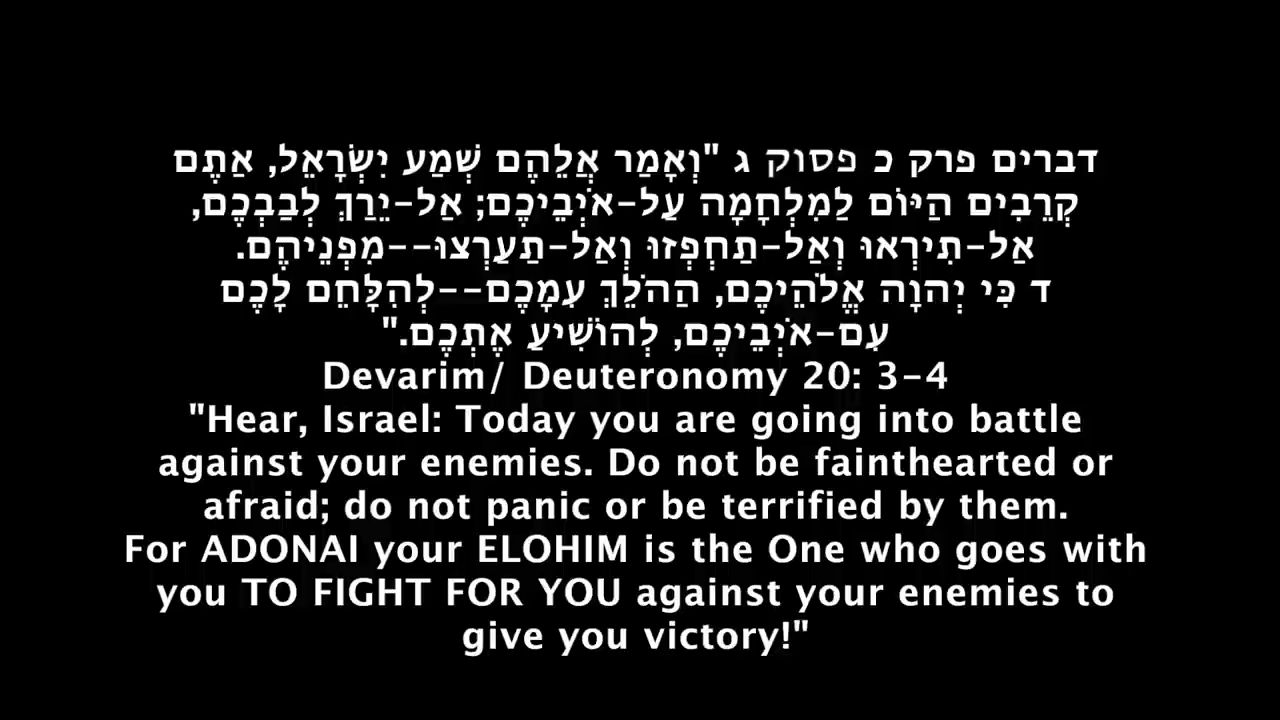 דברים פרק כ פסוק ג "וְאָמַר אֲלֵהֶם שְׁמַע יִשְׂרָאֵל, אַתֶּם
קְרֵבִים הַיּוֹם לַמִּלְחָמָה עַל-אֹיְבֵיכֶם; אַל-יֵרַךְ לְבַבְכֶם,
אַל-תִּירְאוּ וְאַל-תַּחְפְּזוּ וְאַל-תַּעַרְצוּ--מִפְּנֵיהֶם.
ד כִּי יְהוָה אֱלֹהֵיכֶם, הַהֹלֵךְ עִמָּכֶם--לְהִלָּחֵם לָכֶם
עִם-אֹיְבֵיכֶם, לְהוֹשִׁיעַ אֶתְכֶם."
Devarim/ Deuteronomy 20: 3-4
"Hear, Israel: Today you are going into battle
against your enemies. Do not be fainthearted or
afraid; do not panic or be terrified by them.
For ADONAI your ELOHIM is the One who goes with
you TO FIGHT FOR YOU against your enemies to
give you victory!"